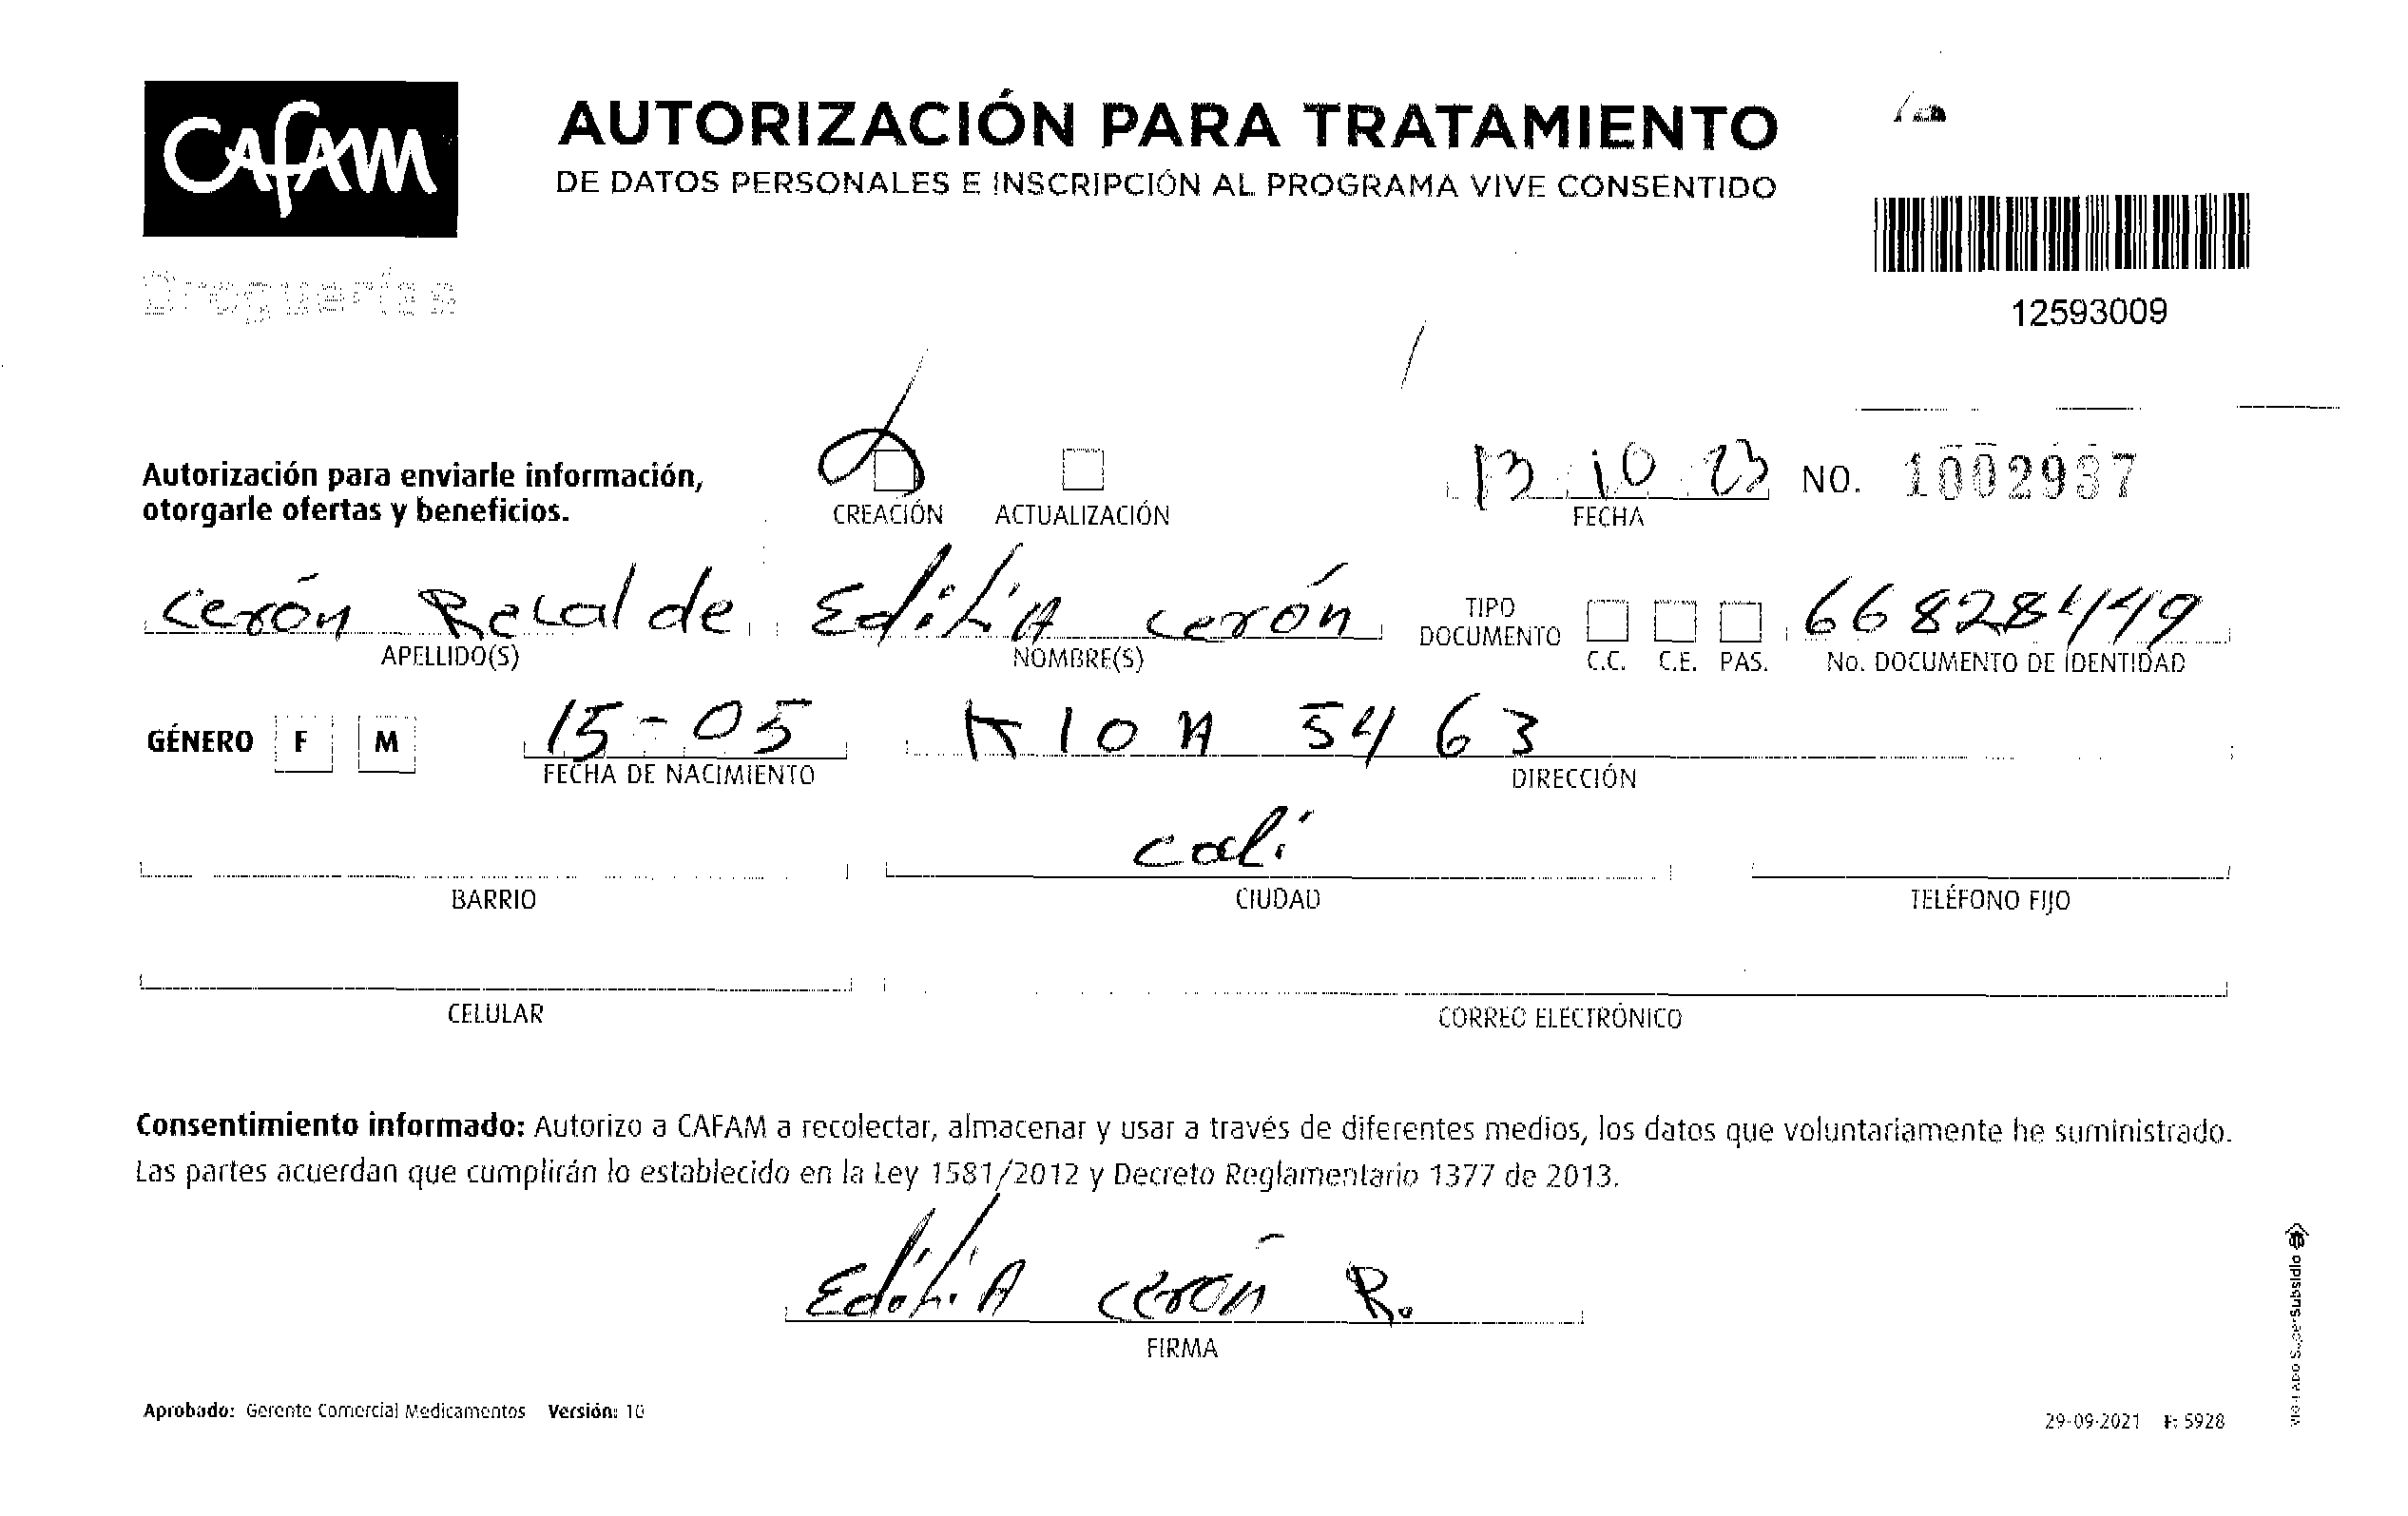 CAFAM
Droguerías
AUTORIZACIÓN PARA TRATAMIENTO
DE DATOS PERSONALES E INSCRIPCIÓN AL PROGRAMA VIVE CONSENTIDO
12593009
Autorización para enviarle información,
otorgarle ofertas y beneficios.
CREACIÓN ACTUALIZACIÓN
13 10 23 NO. 1002937
FECHA
Cerón Recalde EdiliA cerón TIPO DOCUMENTO 66828449
APELLIDO(S) NOMBRE(S) C.C. C.E. PAS. No. DOCUMENTO DE IDENTIDAD
GÉNERO F M 15-05 K 10 N 54 63
FECHA DE NACIMIENTO DIRECCIÓN
cali
BARRIO CIUDAD TELÉFONO FIJO
CELULAR CORREO ELECTRÓNICO
Consentimiento informado: Autorizo a CAFAM a recolectar, almacenar y usar a través de diferentes medios, los datos que voluntariamente he suministrado.
Las partes acuerdan que cumplirán lo establecido en la Ley 1581/2012 y Decreto Reglamentario 1377 de 2013.
EdiliA cerón R.
FIRMA
Aprobado: Gerente Comercial Medicamentos Versión: 10
29-09-2021 F: 5928
VIGILADO SuperSubsidio